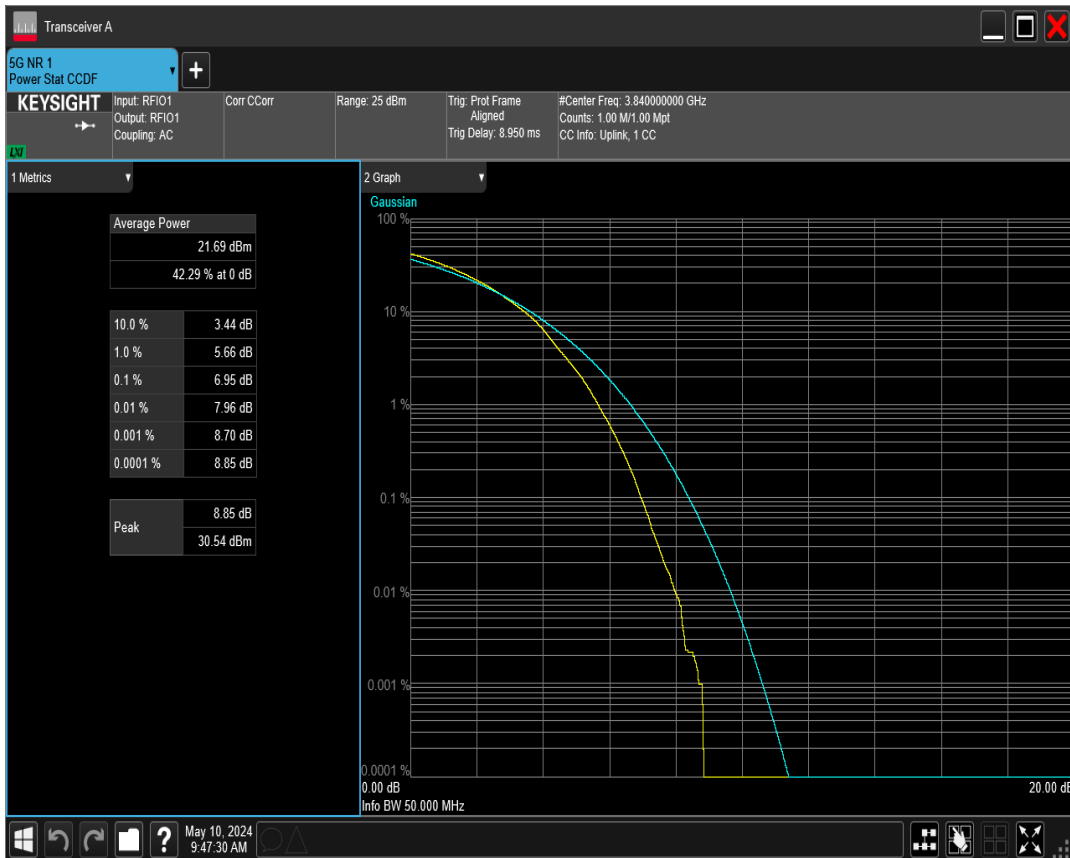 Transceiver A
5G NR 1
Power Stat CCDF
+
KEYSIGHT
LXI
Input: RFIO1
Output: RFIO1
Coupling: AC
Corr CCorr
Range: 25 dBm
Trig: Prot Frame
Aligned
Trig Delay: 8.950 ms
#Center Freq: 3.840000000 GHz
Counts: 1.00 M/1.00 Mpt
CC Info: Uplink, 1 CC
1 Metrics
Average Power
21.69 dBm
42.29 % at 0 dB
10.0 % 3.44 dB
1.0 % 5.66 dB
0.1 % 6.95 dB
0.01 % 7.96 dB
0.001 % 8.70 dB
0.0001 % 8.85 dB
Peak
8.85 dB
30.54 dBm
2 Graph
Gaussian
100 %
10 %
1 %
0.1 %
0.01 %
0.001 %
0.0001 %
0.00 dB 20.00 dB
Info BW 50.000 MHz
?
May 10, 2024
9:47:30 AM